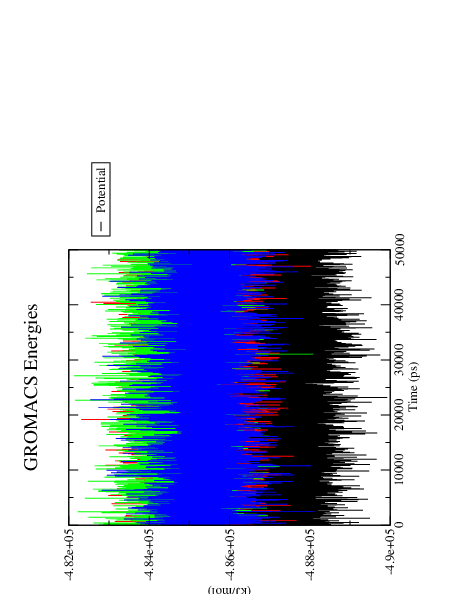 GROMACS Energies
Potential
-4.82e+05
-4.84e+05
-4.86e+05
-4.88e+05
-4.9e+05
(kJ/mol)
0
10000
20000
30000
40000
50000
Time (ps)